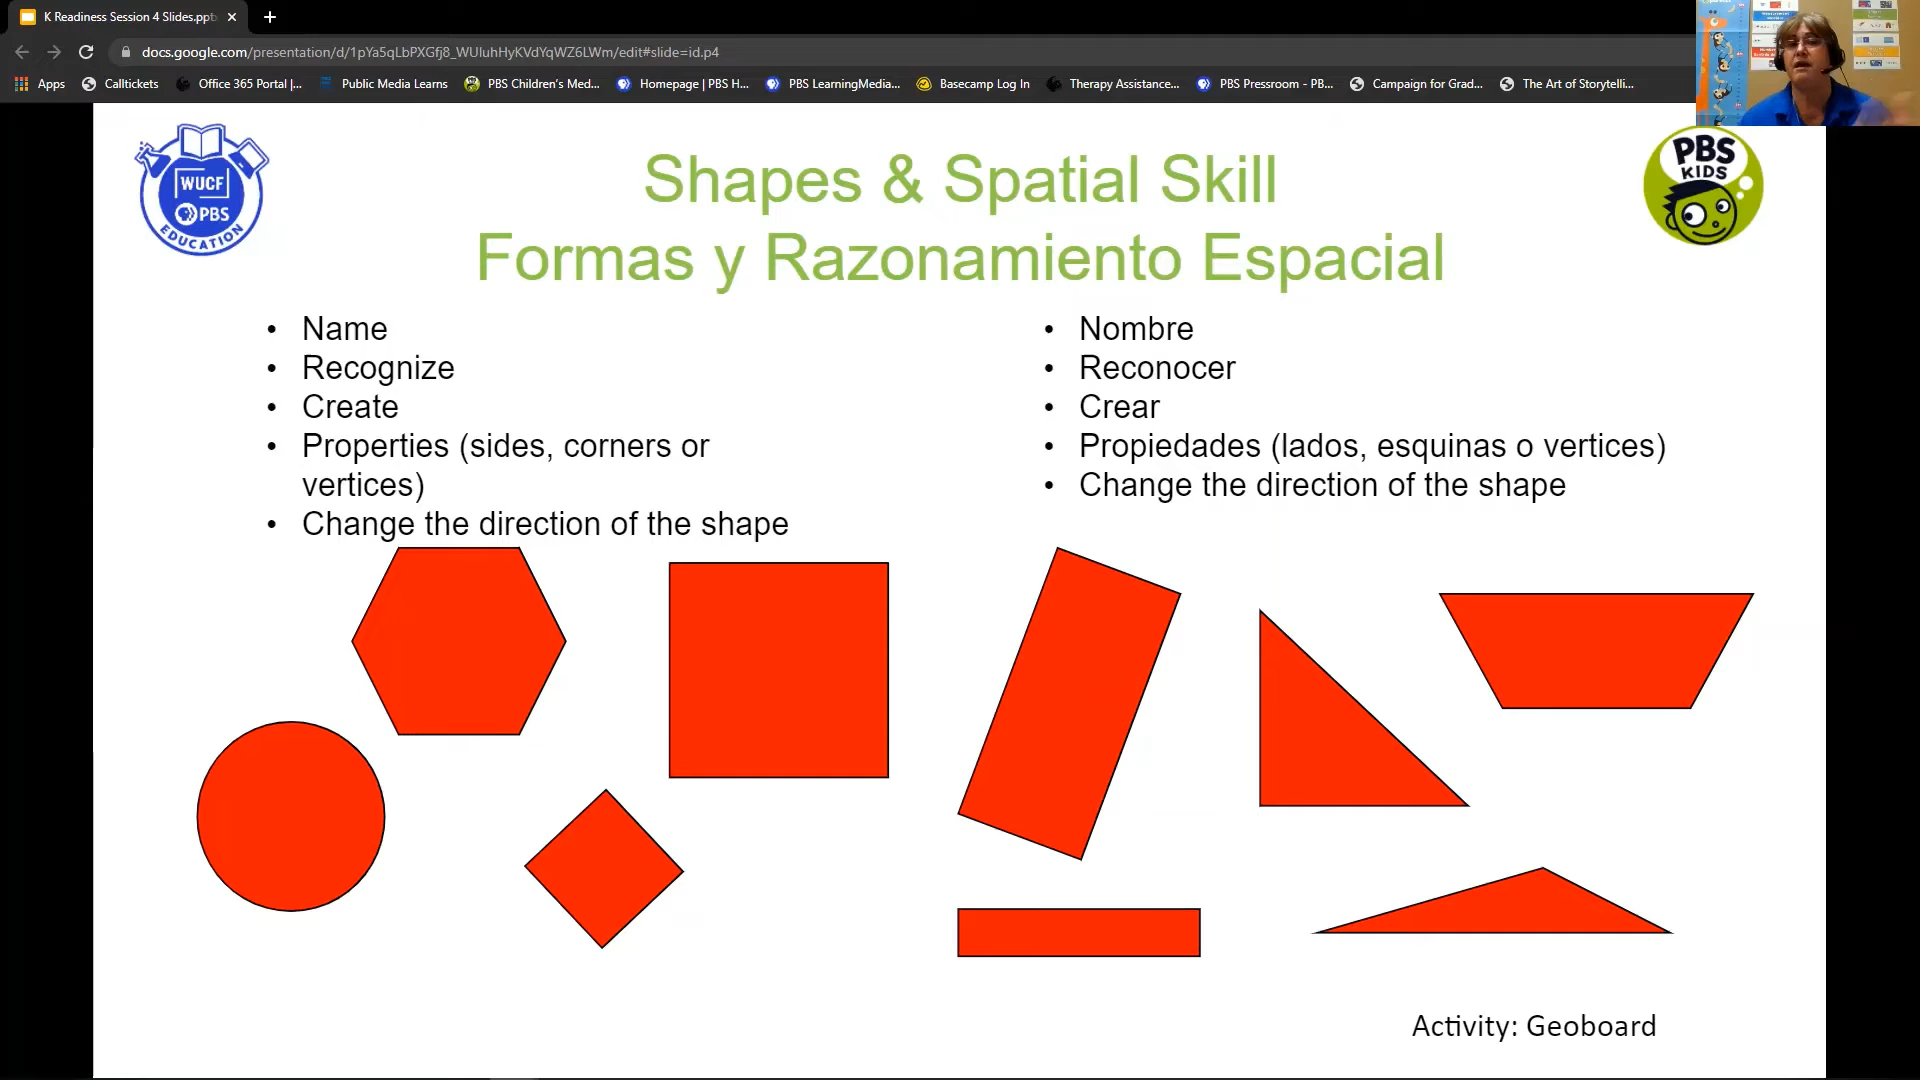 K Readiness Session 4 Slides.ppt
docs.google.com/presentation/d/1pYa5qLbPXGfj8_WUluhHyKVdYqWZ6LWm/edit#slide=id.p4
Apps
Calltickets
Office 365 Portal |...
Public Media Learns
PBS Children's Med...
Homepage | PBS H...
PBS LearningMedia...
Basecamp Log In
Therapy Assistance...
PBS Pressroom - PB...
Campaign for Grad...
The Art of Storytelli...
WUCF
PBS
EDUCATION
PBS
KIDS
Shapes & Spatial Skill
Formas y Razonamiento Espacial
• Name
• Recognize
• Create
• Properties (sides, corners or
vertices)
• Change the direction of the shape
• Nombre
• Reconocer
• Crear
• Propiedades (lados, esquinas o vertices)
• Change the direction of the shape
Activity: Geoboard